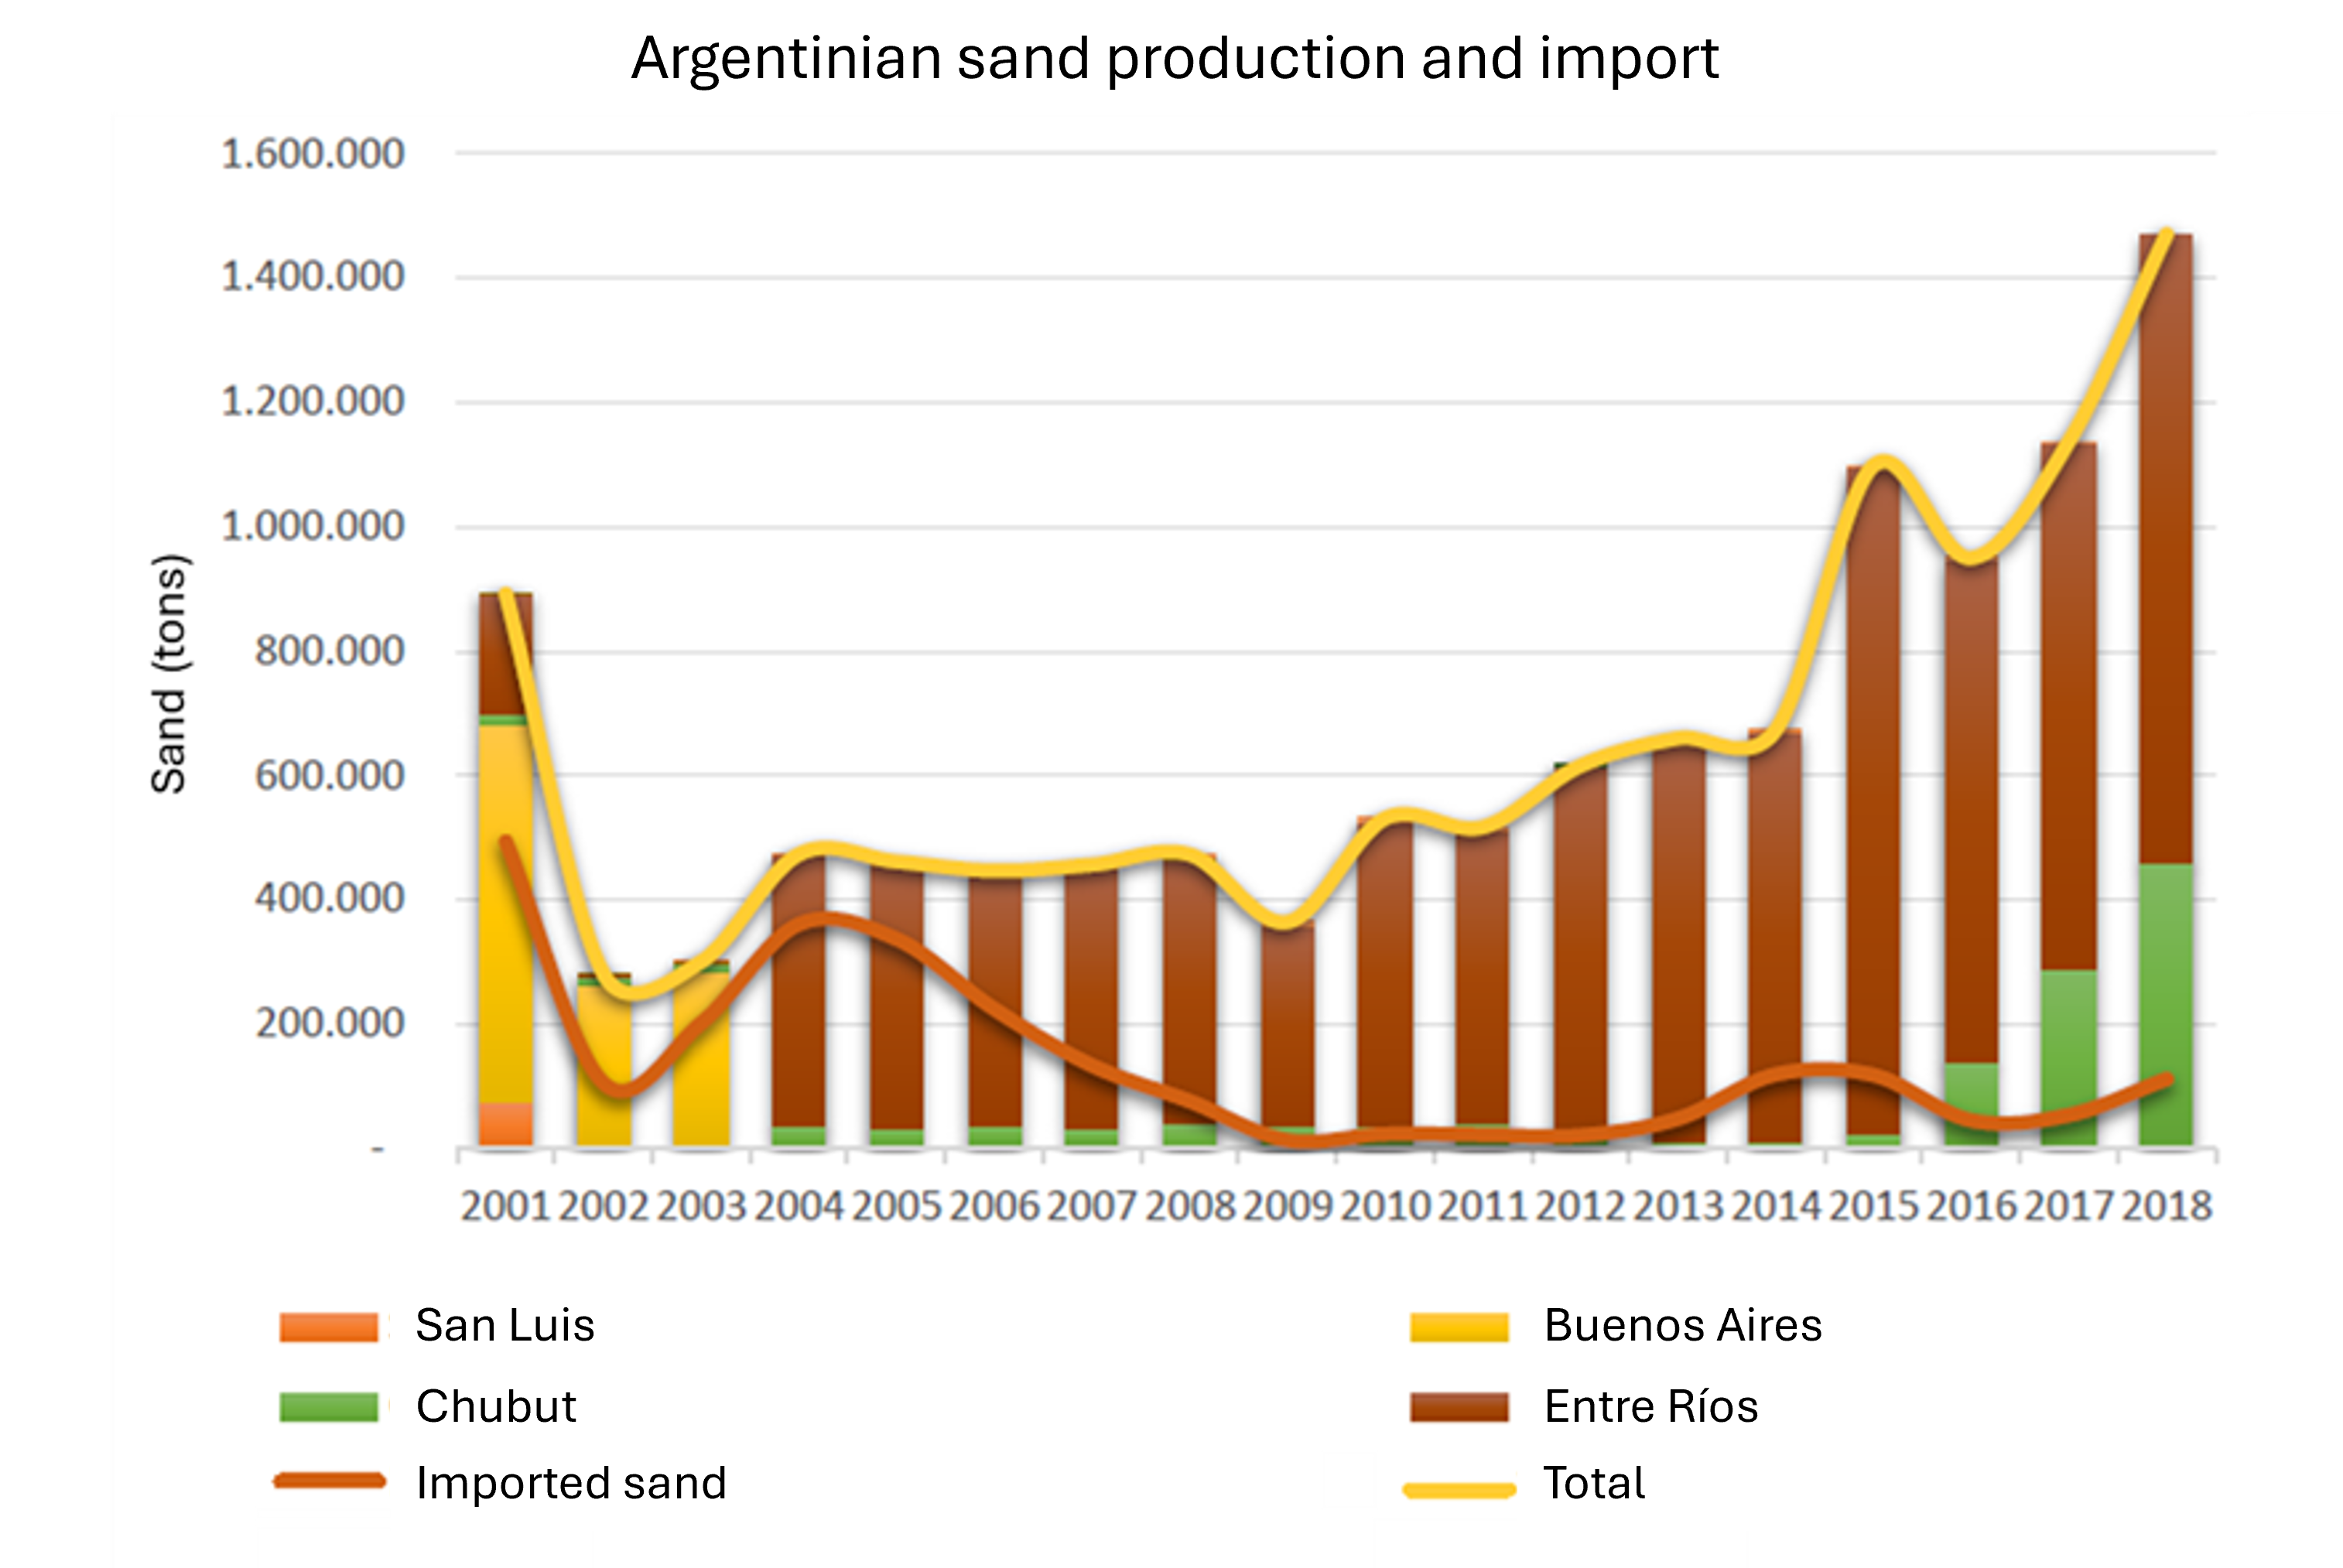 Argentinian sand production and import
Sand (tons)
1.600.000
1.400.000
1.200.000
1.000.000
800.000
600.000
400.000
200.000
-
2001 2002 2003 2004 2005 2006 2007 2008 2009 2010 2011 2012 2013 2014 2015 2016 2017 2018
San Luis
Buenos Aires
Chubut
Entre Ríos
Imported sand
Total